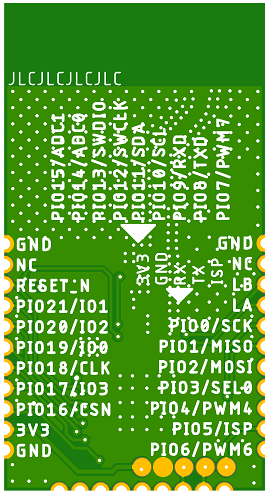 JLCJLCJLCJLC
PIO15/ADC1
PIO14/ADC0
PIO13/SWDIO
PIO12/SWCLK
PIO11/SDA
PIO10/SCL
PIO9/RXD
PIO8/TXD
PIO7/PWM7
3V3
GND
RX
TX
ISP
GND
NC
RESET_N
PIO21/IO1
PIO20/IO2
PIO19/IO0
PIO18/CLK
PIO17/IO3
PIO16/CSN
3V3
GND
GND
NC
LB
LA
PIO0/SCK
PIO1/MISO
PIO2/MOSI
PIO3/SEL0
PIO4/PWM4
PIO5/ISP
PIO6/PWM6